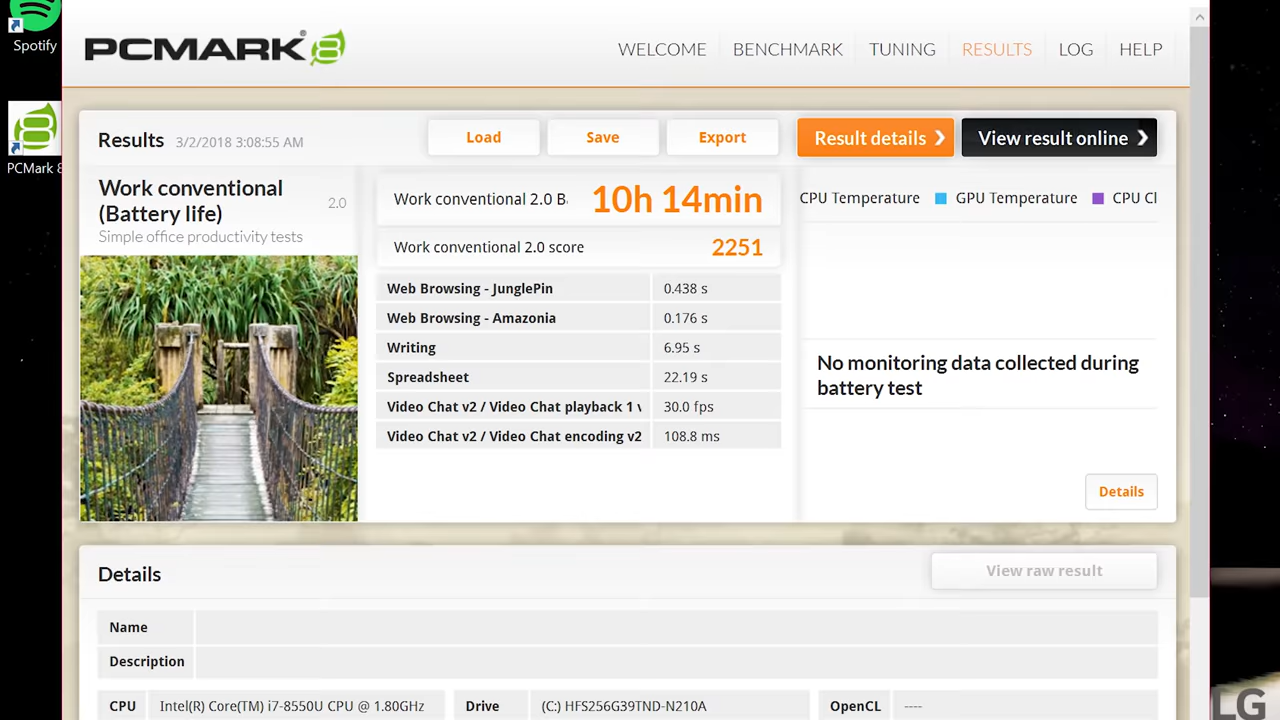 Spotify
PCMark 8
PCMARK 8
WELCOME BENCHMARK TUNING RESULTS LOG HELP
Results 3/2/2018 3:08:55 AM
Load Save Export
Result details View result online
Work conventional
(Battery life)
2.0
Simple office productivity tests
Work conventional 2.0 B 10h 14min
Work conventional 2.0 score 2251
Web Browsing - JunglePin 0.438 s
Web Browsing - Amazonia 0.176 s
Writing 6.95 s
Spreadsheet 22.19 s
Video Chat v2 / Video Chat playback 1 v 30.0 fps
Video Chat v2 / Video Chat encoding v2 108.8 ms
CPU Temperature GPU Temperature CPU Cl
No monitoring data collected during
battery test
Details
Details
View raw result
Name
Description
CPU Intel(R) Core(TM) i7-8550U CPU @ 1.80GHz Drive (C:) HFS256G39TND-N210A OpenCL ----
LG